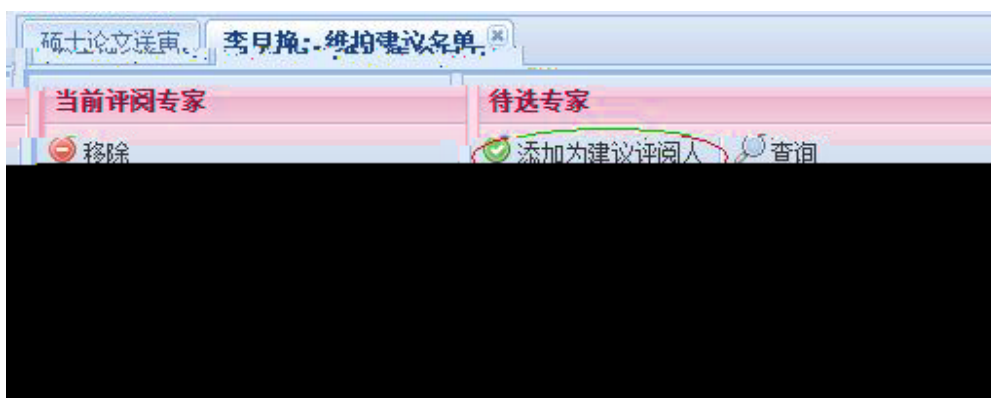 硕士论文送审
维护建议名单
当前评阅专家
待选专家
移除
添加为建议评阅人
查询